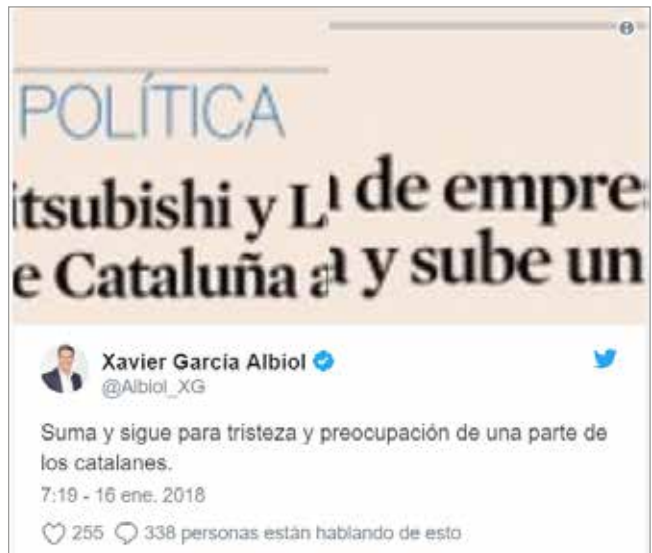 POLÍTICA
itsubishi y L
e Cataluña a
de empre
a y sube un
Xavier García Albiol
@Albiol_XG
Suma y sigue para tristeza y preocupación de una parte de
los catalanes.
7:19 - 16 ene. 2018
255 338 personas están hablando de esto